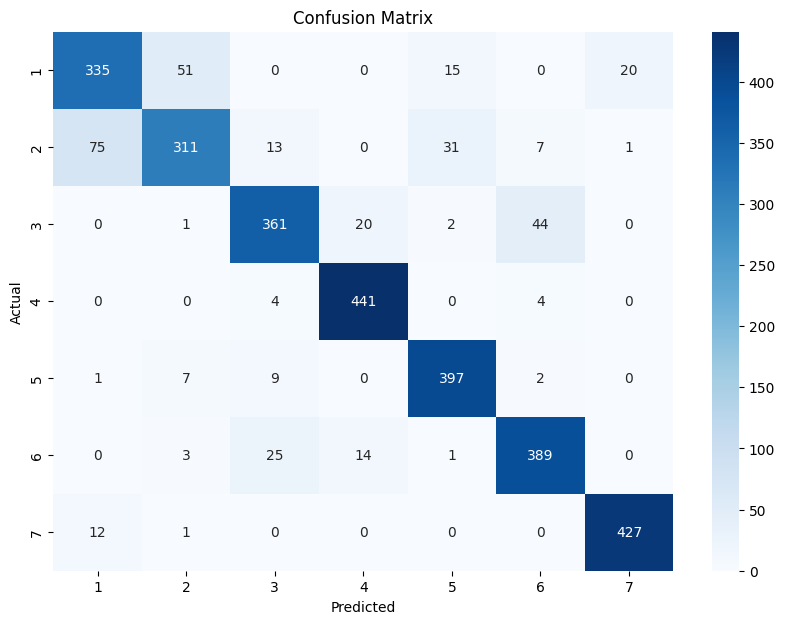 Confusion Matrix
1 335 51 0 0 15 0 20
2 75 311 13 0 31 7 1
3 0 1 361 20 2 44 0
4 0 0 4 441 0 4 0
5 1 7 9 0 397 2 0
6 0 3 25 14 1 389 0
7 12 1 0 0 0 0 427
1 2 3 4 5 6 7
Predicted
Actual
400
350
300
250
200
150
100
50
0